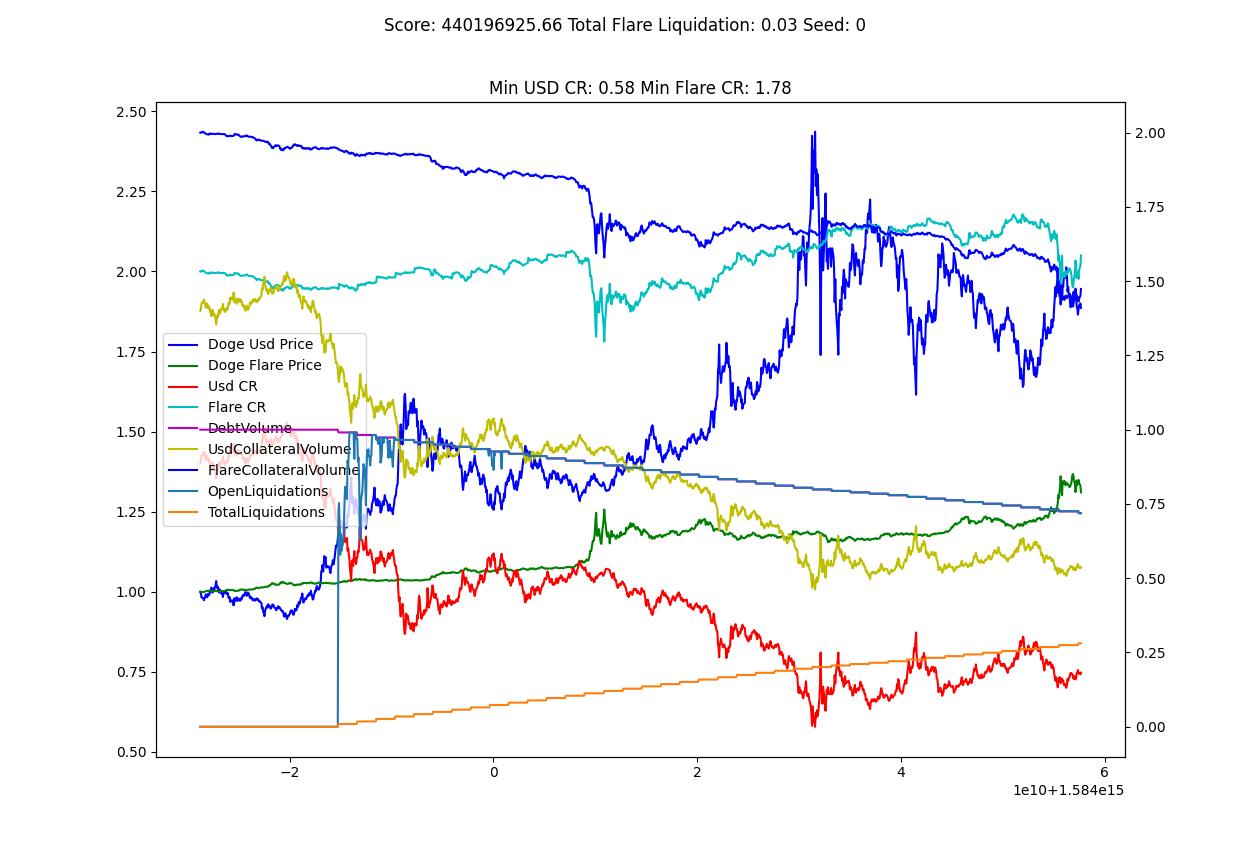 Score: 440196925.66 Total Flare Liquidation: 0.03 Seed: 0
Min USD CR: 0.58 Min Flare CR: 1.78
2.50
2.25
2.00
1.75
1.50
1.25
1.00
0.75
0.50
Doge Usd Price
Doge Flare Price
Usd CR
Flare CR
DebtVolume
UsdCollateralVolume
FlareCollateralVolume
OpenLiquidations
TotalLiquidations
2.00
1.75
1.50
1.25
1.00
0.75
0.50
0.25
0.00
−2 0 2 4 6
1e10+1.584e15